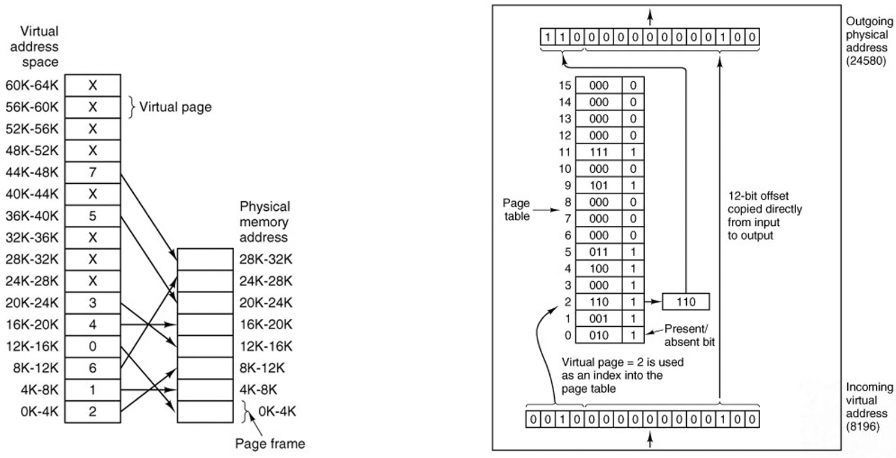 Virtual
address
space
60K-64K X
56K-60K X Virtual page
52K-56K X
48K-52K X
44K-48K 7
40K-44K X
36K-40K 5
32K-36K X
28K-32K X
24K-28K X
20K-24K 3
16K-20K 4
12K-16K 0
8K-12K 6
4K-8K 1
0K-4K 2
Physical
memory
address
28K-32K
24K-28K
20K-24K
16K-20K
12K-16K
8K-12K
4K-8K
0K-4K
Page frame
1 1 0 0 0 0 0 0 0 0 0 0 1 0 0
Outgoing
physical
address
(24580)
Page
table
15 000 0
14 000 0
13 000 0
12 000 0
11 111 1
10 000 0
9 101 1
8 000 0
7 000 0
6 000 0
5 011 1
4 100 1
3 000 1
2 110 1 110
1 001 1
0 010 1
Present/
absent bit
12-bit offset
copied directly
from input
to output
Virtual page = 2 is used
as an index into the
page table
0 0 1 0 0 0 0 0 0 0 0 0 0 1 0 0
Incoming
virtual
address
(8196)